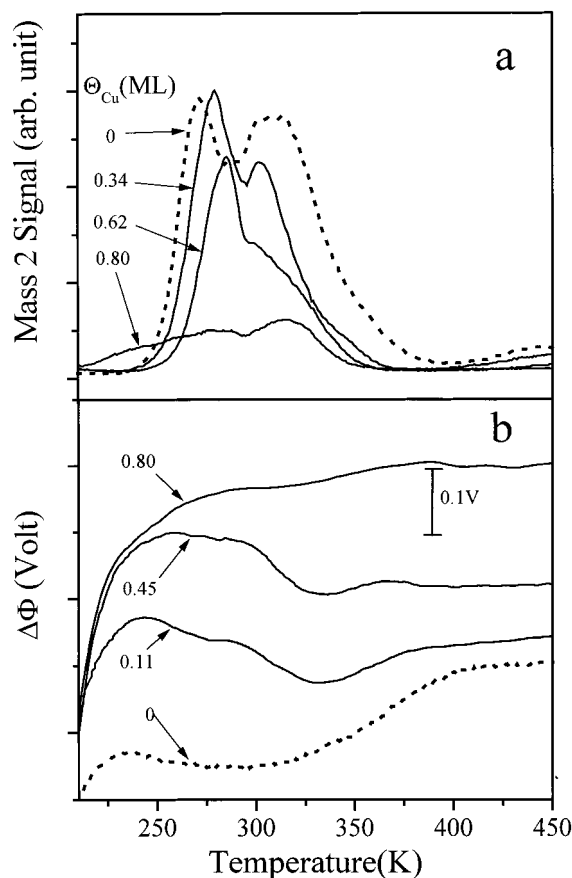 a
Θ_Cu(ML)
0
0.34
0.62
0.80
Mass 2 Signal (arb. unit)
b
0.80
0.1V
0.45
0.11
0
ΔΦ (Volt)
250 300 350 400 450
Temperature(K)